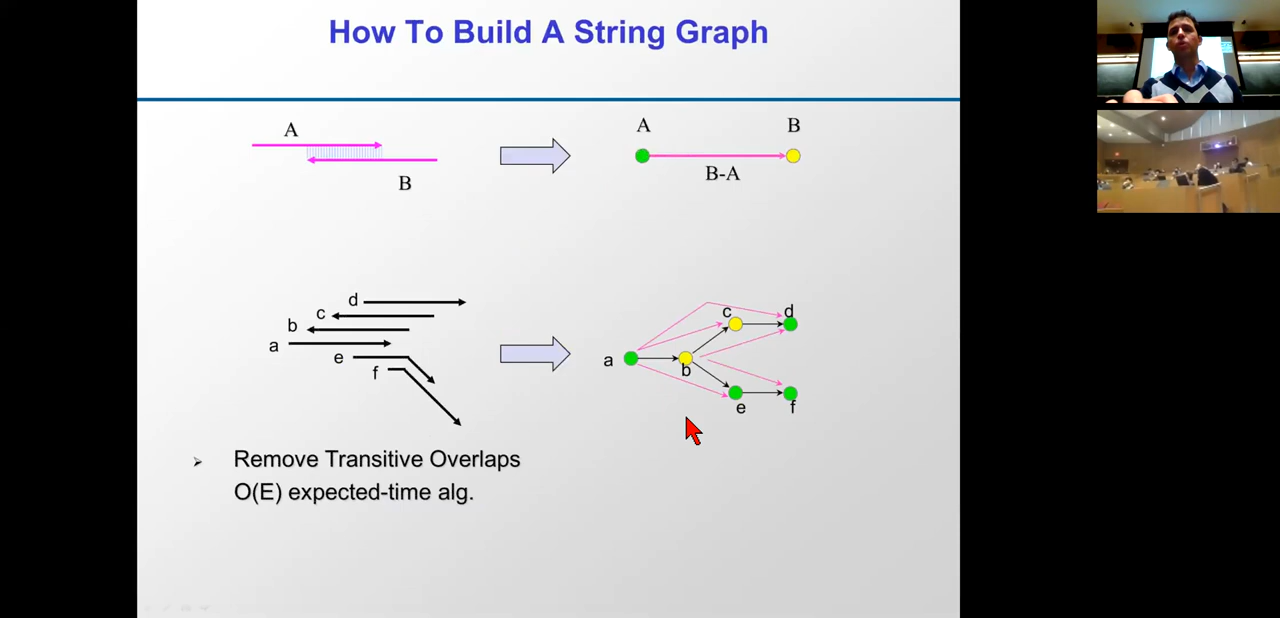 How To Build A String Graph
A
B
A
B
B-A
d
c
b
a
e
f
a
b
c
d
e
f
Remove Transitive Overlaps
O(E) expected-time alg.